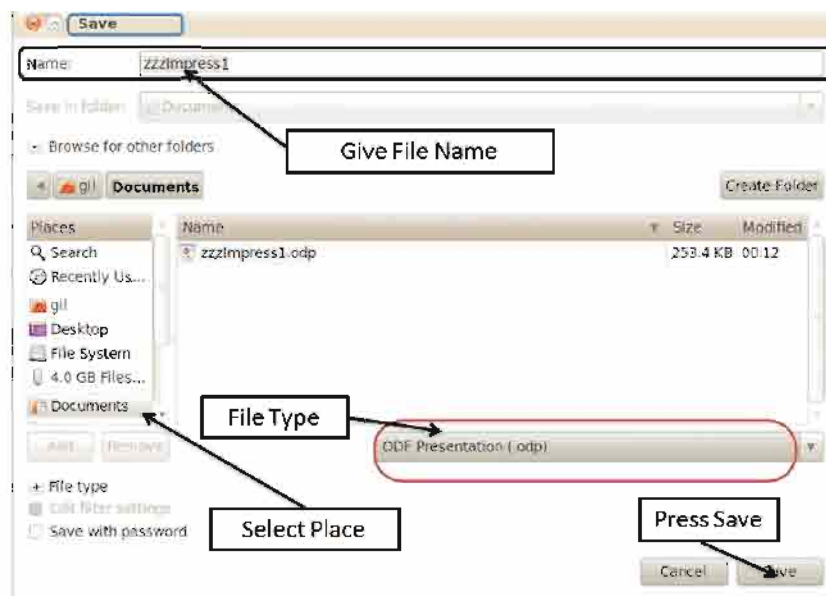 Save
Name: zzzImpress1
Save in folder: Documents
Give File Name
Browse for other folders
gil Documents Create Folder
Places Name Size Modified
Search zzzImpress1.odp 253.4 KB 00:12
Recently Us...
gil
Desktop
File System
4.0 GB Files...
Documents
File Type
Add Remove ODF Presentation (.odp)
File type
Edit filter settings
Save with password
Select Place
Press Save
Cancel Save